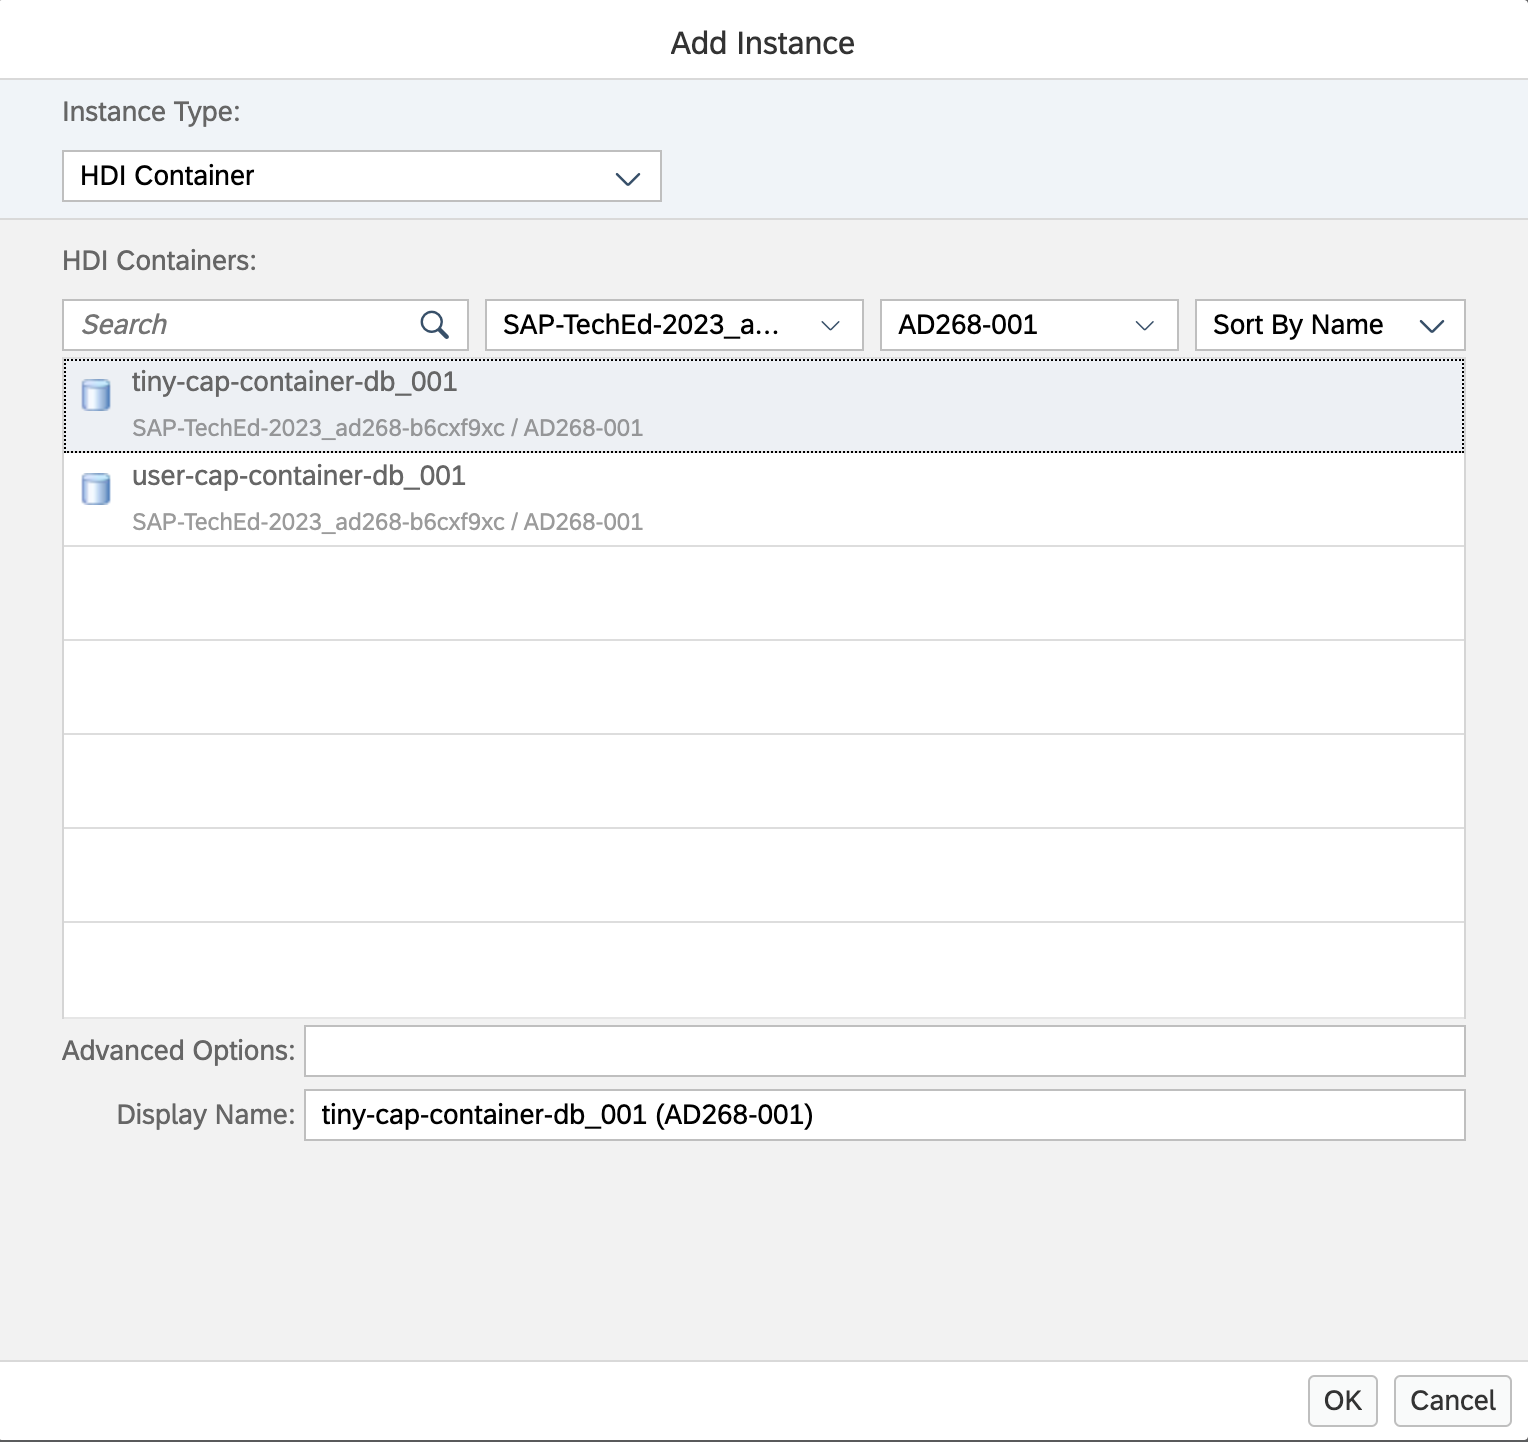 Add Instance
Instance Type:
HDI Container
HDI Containers:
Search
SAP-TechEd-2023_a...
AD268-001
Sort By Name
tiny-cap-container-db_001
SAP-TechEd-2023_ad268-b6cxf9xc / AD268-001
user-cap-container-db_001
SAP-TechEd-2023_ad268-b6cxf9xc / AD268-001
Advanced Options:
Display Name: tiny-cap-container-db_001 (AD268-001)
OK
Cancel